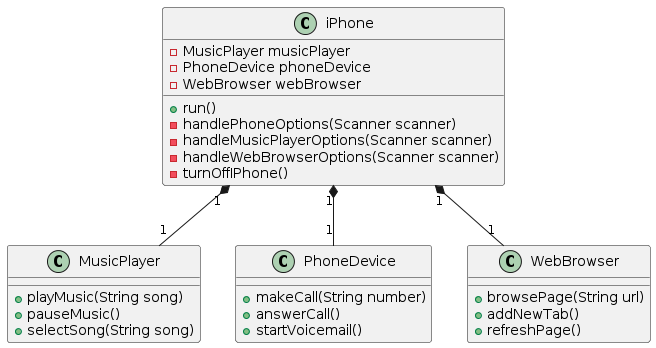 C iPhone
MusicPlayer musicPlayer
PhoneDevice phoneDevice
WebBrowser webBrowser
run()
handlePhoneOptions(Scanner scanner)
handleMusicPlayerOptions(Scanner scanner)
handleWebBrowserOptions(Scanner scanner)
turnOffIPhone()
1 1 1
1 1 1
C MusicPlayer
playMusic(String song)
pauseMusic()
selectSong(String song)
C PhoneDevice
makeCall(String number)
answerCall()
startVoicemail()
C WebBrowser
browsePage(String url)
addNewTab()
refreshPage()